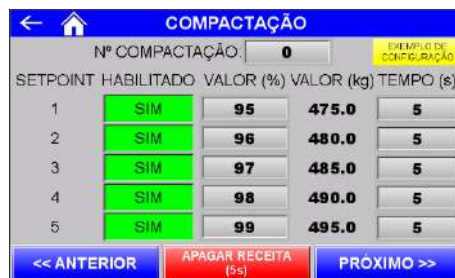 COMPACTAÇÃO
Nº COMPACTAÇÃO: 0
EXEMPLO DE
CONFIGURAÇÃO
SETPOINT HABILITADO VALOR (%) VALOR (kg) TEMPO (s)
1 SIM 95 475.0 5
2 SIM 96 480.0 5
3 SIM 97 485.0 5
4 SIM 98 490.0 5
5 SIM 99 495.0 5
<< ANTERIOR
APAGAR RECEITA
(5s)
PRÓXIMO >>